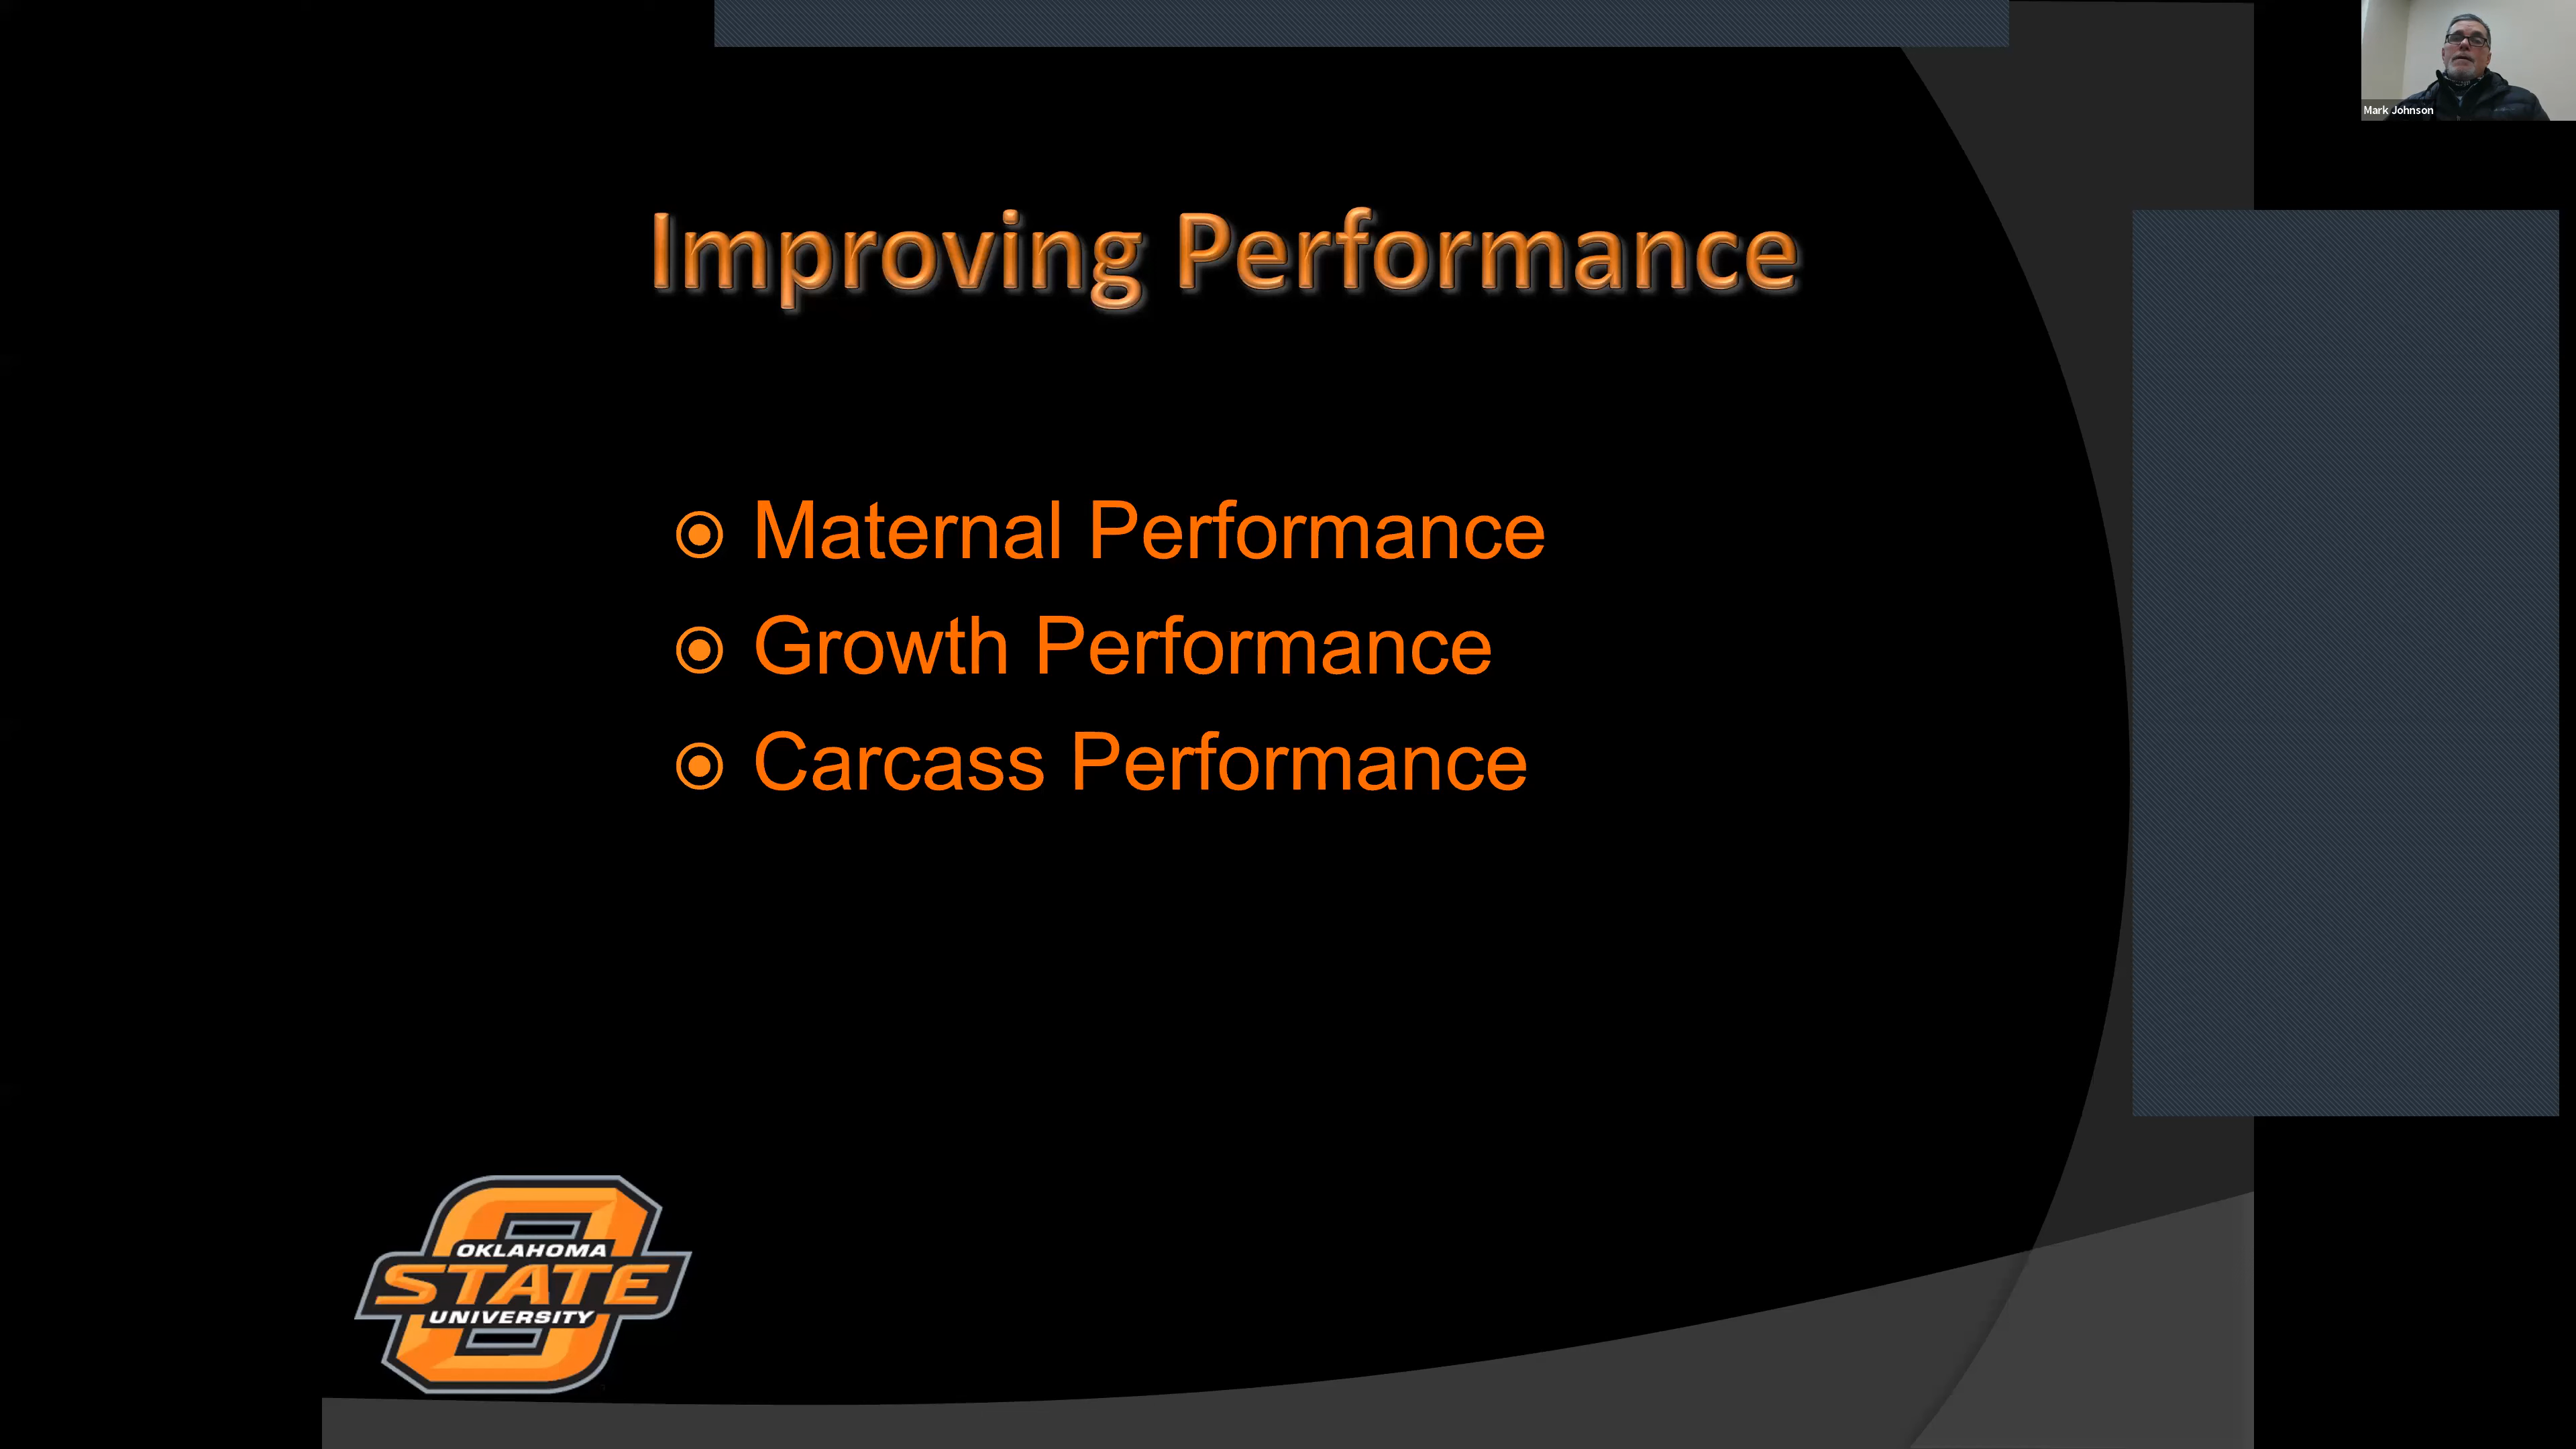 Mark Johnson
Improving Performance
Maternal Performance
Growth Performance
Carcass Performance
OKLAHOMA
STATE
UNIVERSITY